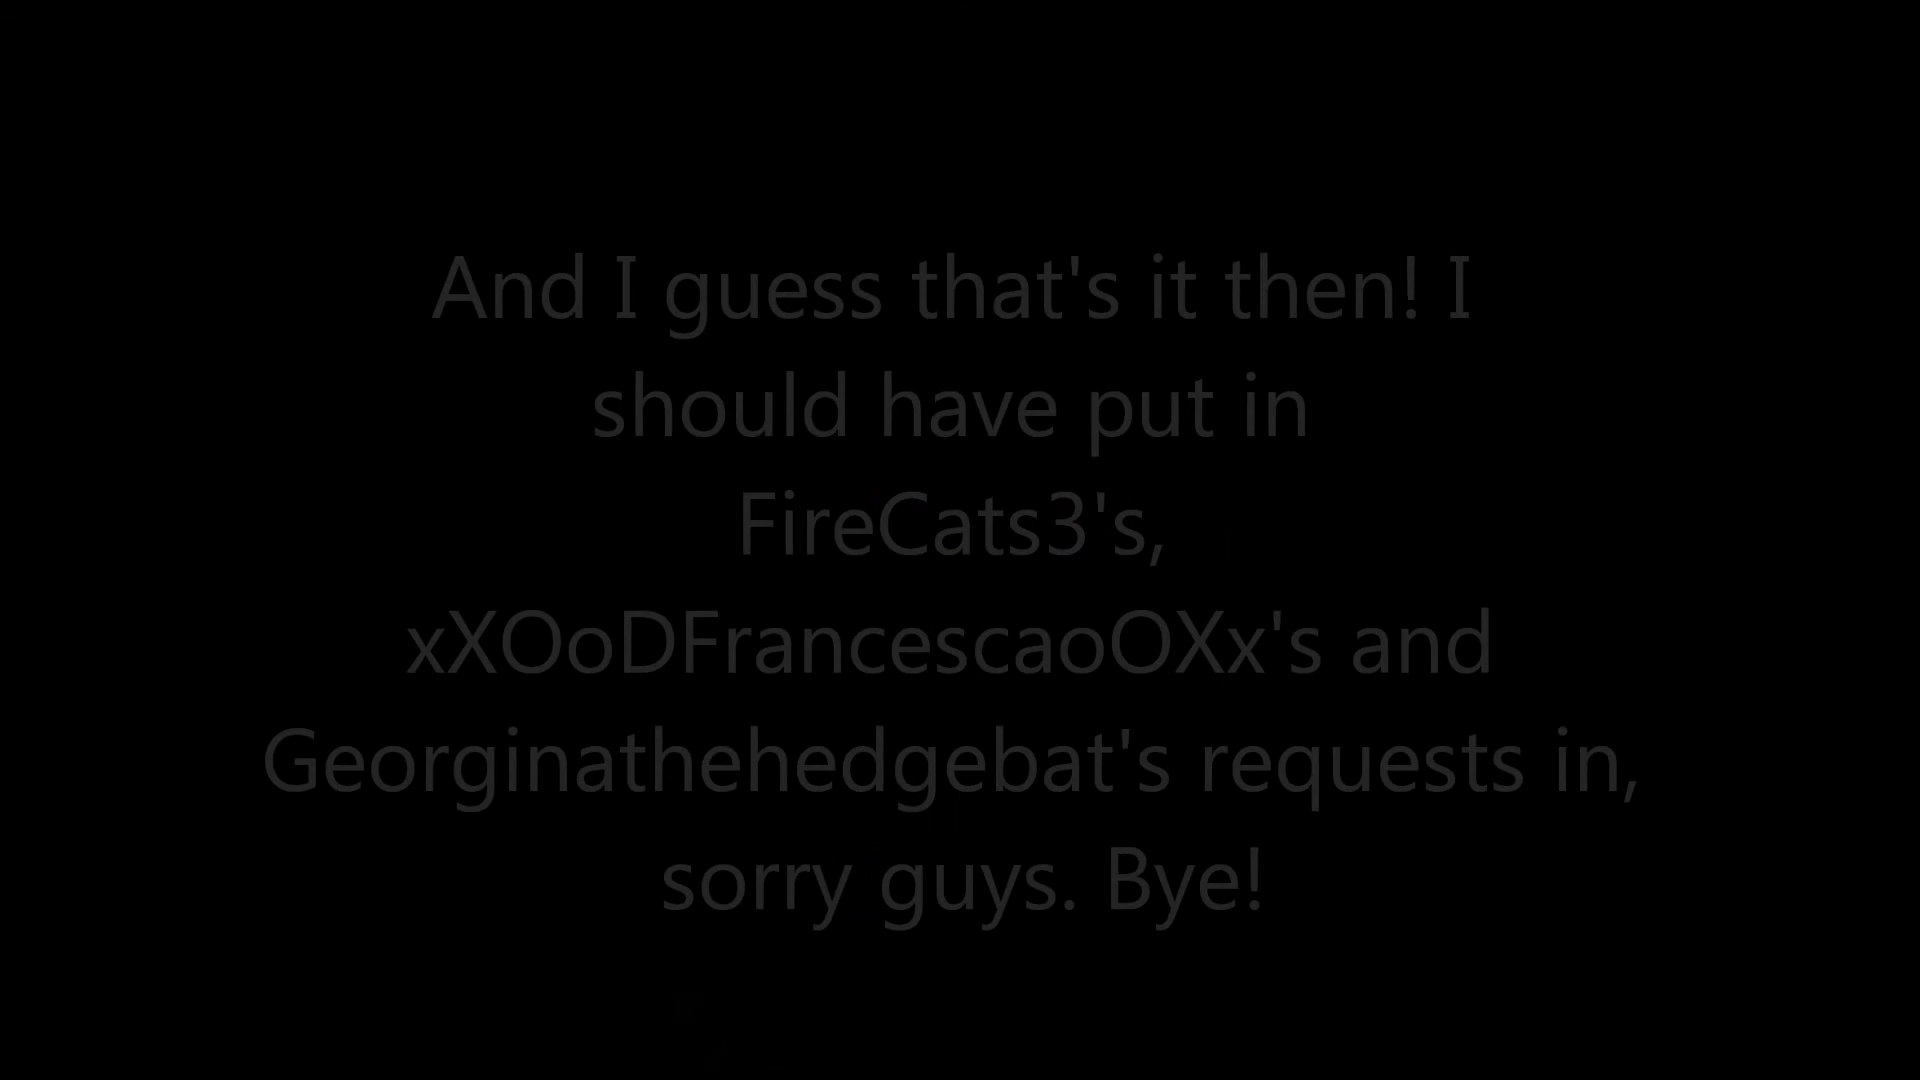 And I guess that's it then! I
should have put in
FireCats3's,
xXOoDFrancescaoOXx's and
Georginathehedgebat's requests in,
sorry guys. Bye!